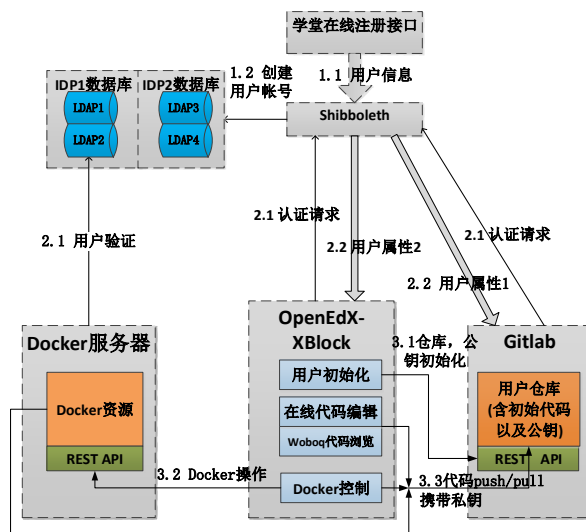 学堂在线注册接口
IDP1数据库
IDP2数据库
1.2 创建
用户帐号
1.1 用户信息
LDAP1
LDAP3
LDAP2
LDAP4
Shibboleth
2.1 用户验证
2.1 认证请求
2.1 认证请求
2.2 用户属性2
2.2 用户属性1
Docker服务器
OpenEdX-
XBlock
3.1仓库，公
钥初始化
Gitlab
用户初始化
Docker资源
用户仓库
(含初始代码
以及公钥)
在线代码编辑
Woboq代码浏览
REST API
REST API
3.2 Docker操作
Docker控制
3.3代码push/pull
携带私钥